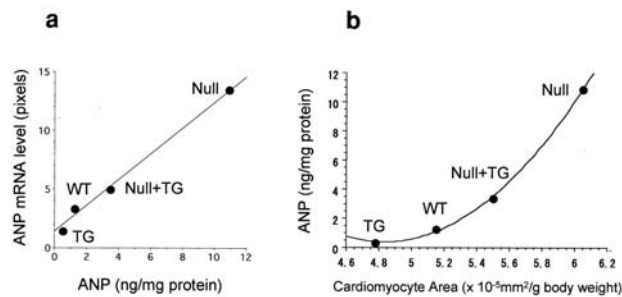 a
ANP mRNA level (pixels)
15
10
5
0
Null
WT
Null+TG
TG
0 2 4 6 8 10 12
ANP (ng/mg protein)
b
ANP (ng/mg protein)
12
10
8
6
4
2
0
Null
Null+TG
WT
TG
4.6 4.8 5 5.2 5.4 5.6 5.8 6 6.2
Cardiomyocyte Area (x 10-5mm2/g body weight)